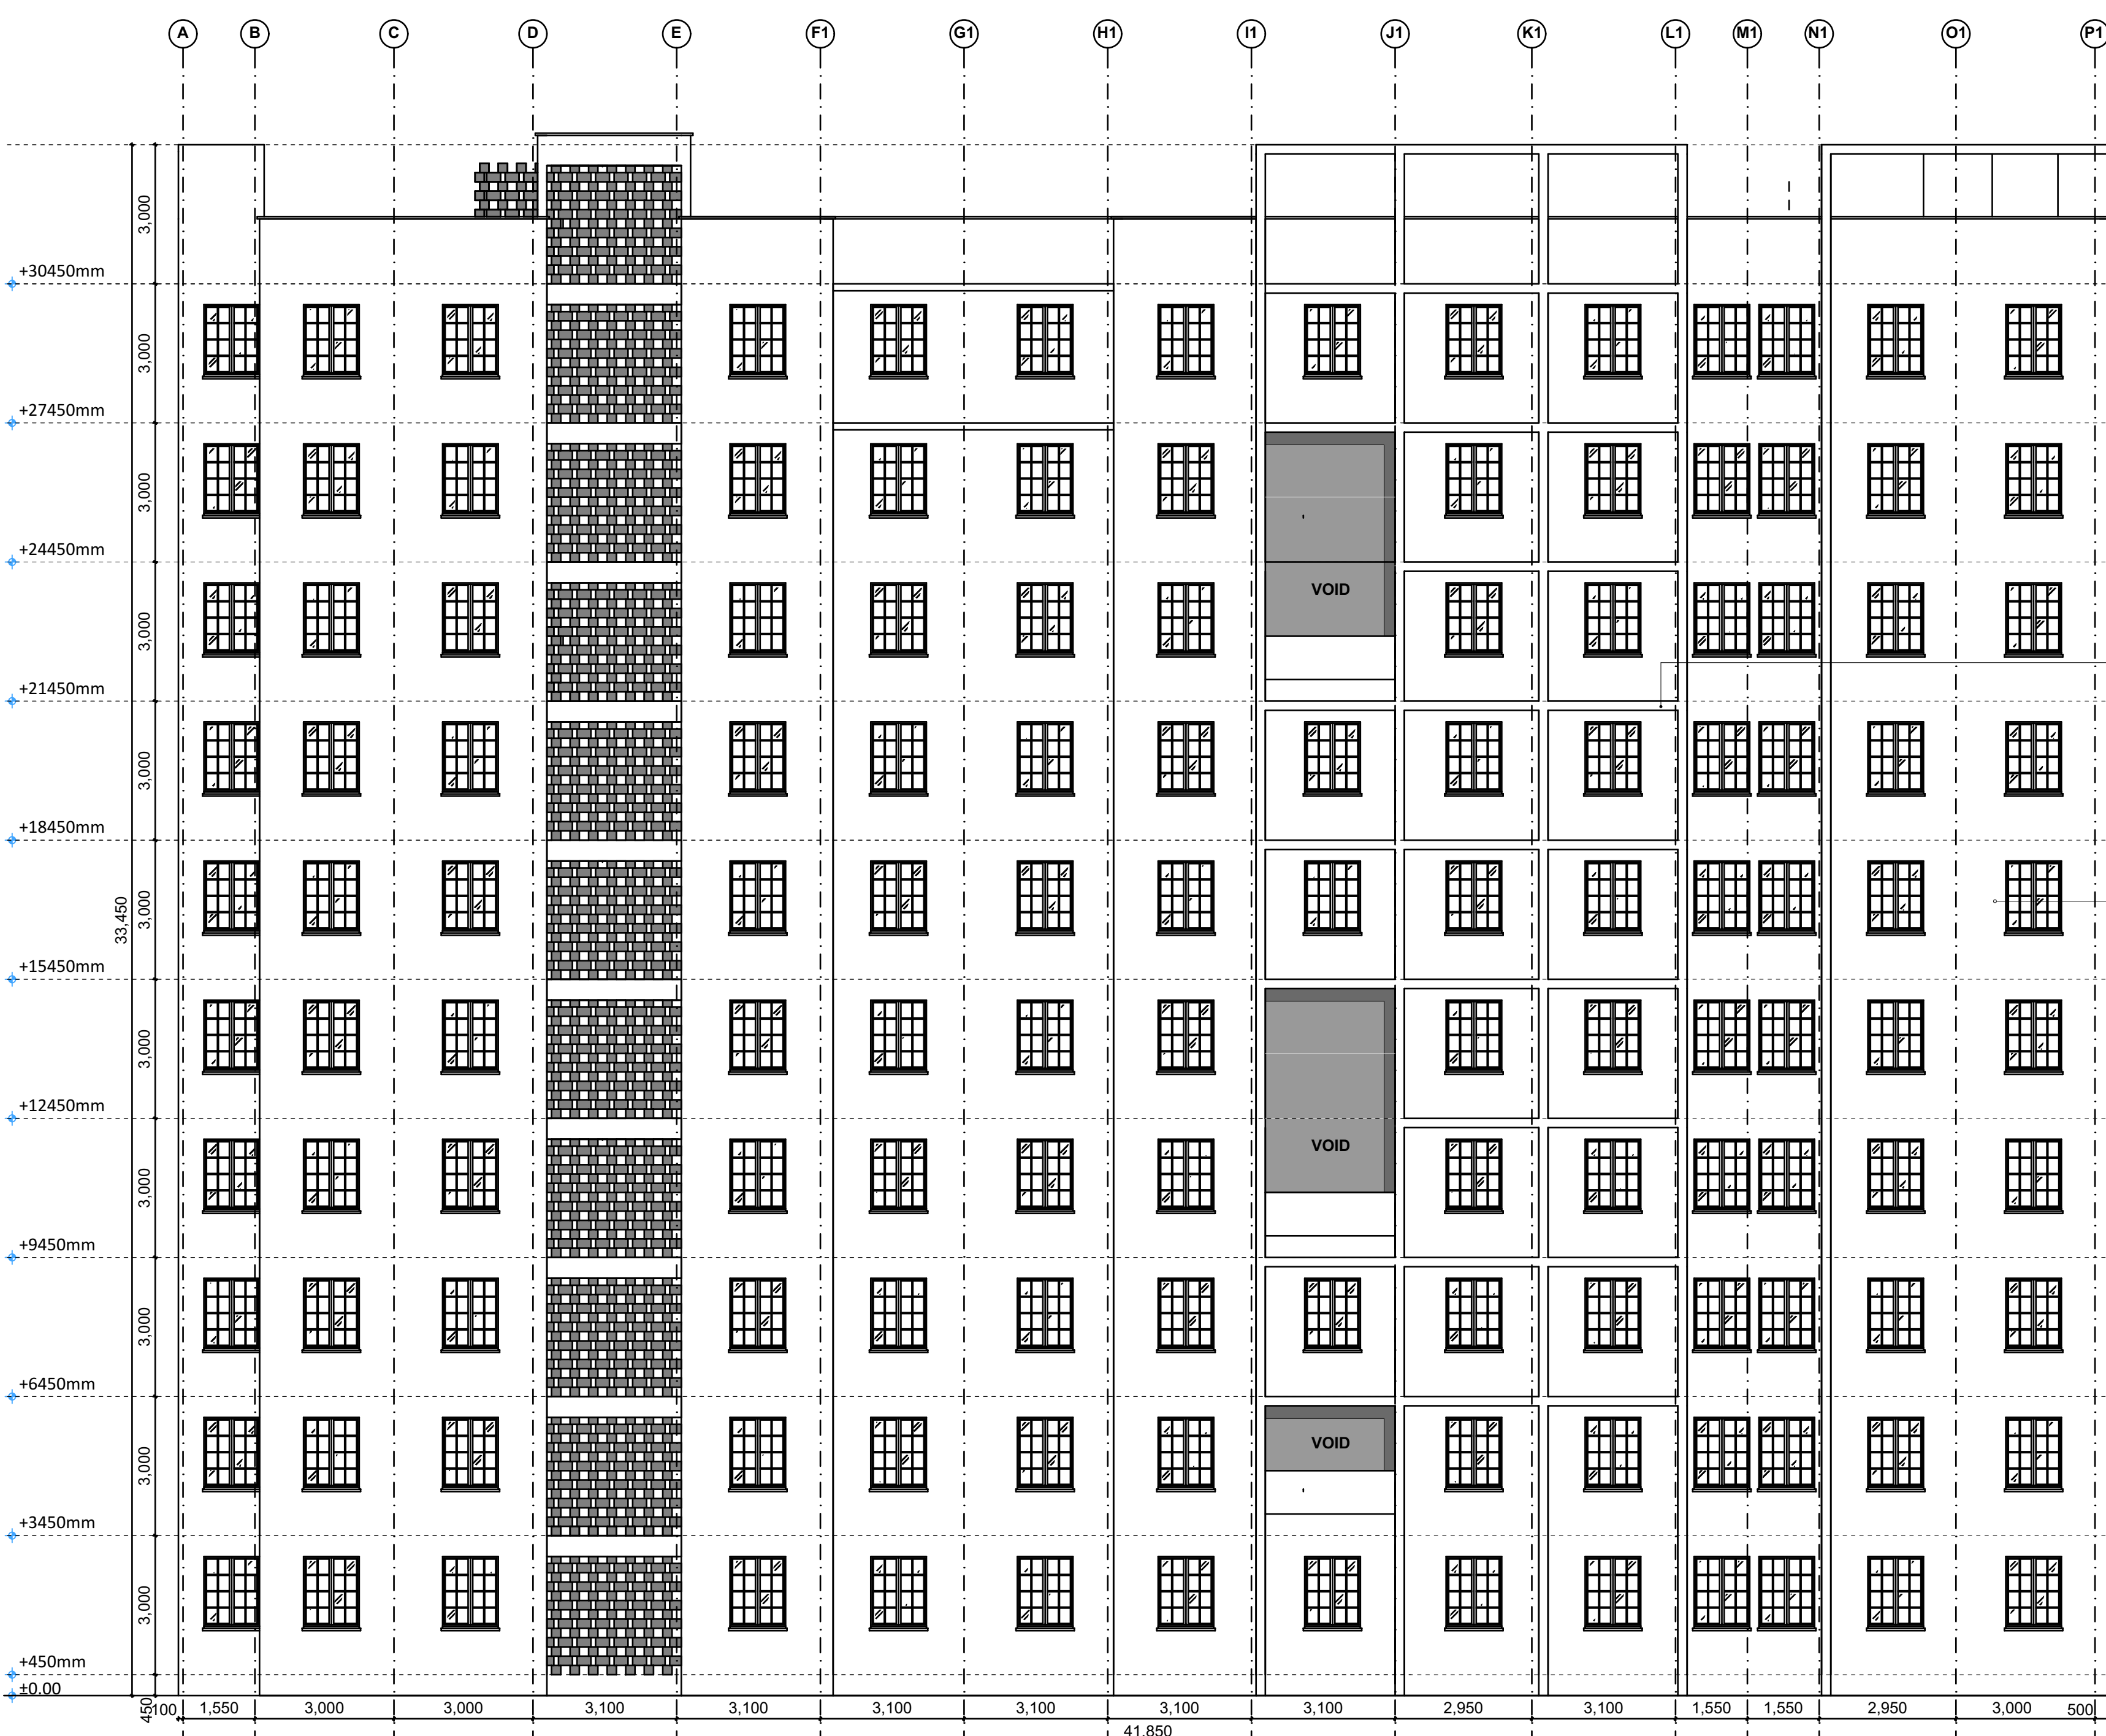 A B C D E F1 G1 H1 I1 J1 K1 L1 M1 N1 O1 P1
3,000
+30450mm
3,000
+27450mm
3,000
+24450mm
VOID
3,000
+21450mm
3,000
+18450mm
33,450
3,000
+15450mm
3,000
+12450mm
VOID
3,000
+9450mm
3,000
+6450mm
VOID
3,000
+3450mm
3,000
+450mm
±0.00
450
100 1,550 3,000 3,000 3,100 3,100 3,100 3,100 3,100 3,100 2,950 3,100 1,550 1,550 2,950 3,000 500
41,850